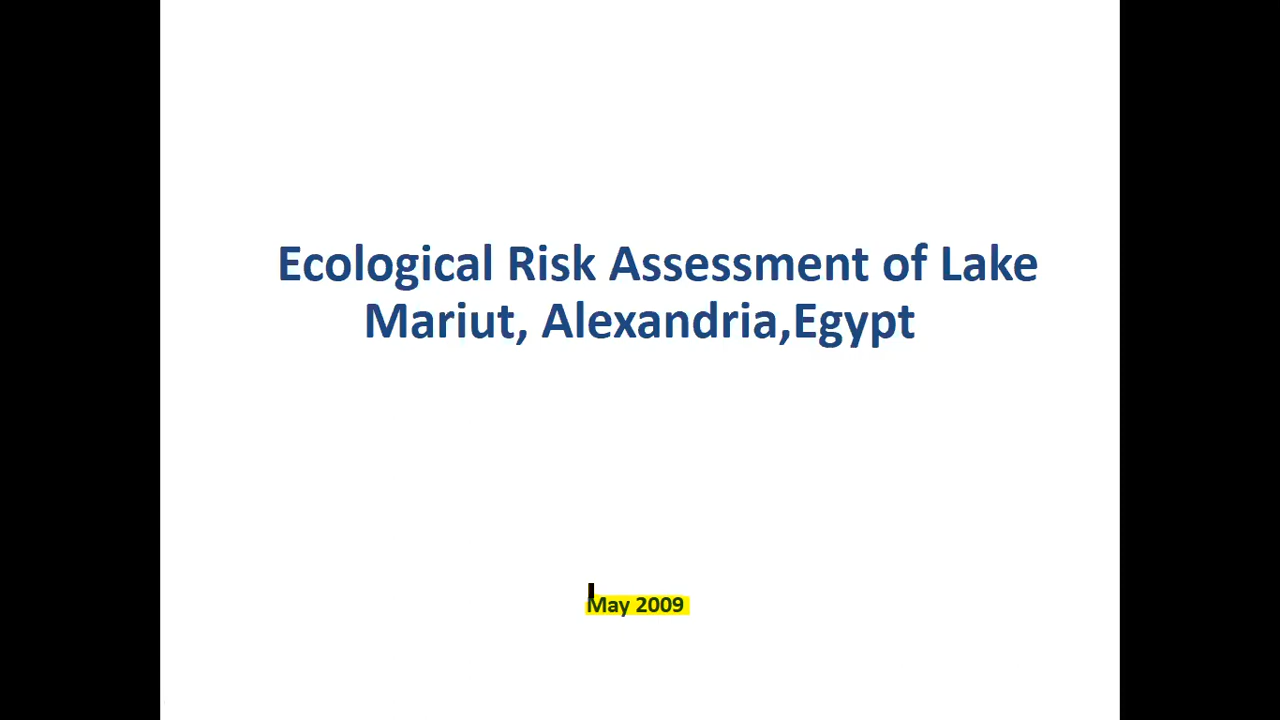 Ecological Risk Assessment of Lake
Mariut, Alexandria,Egypt
May 2009